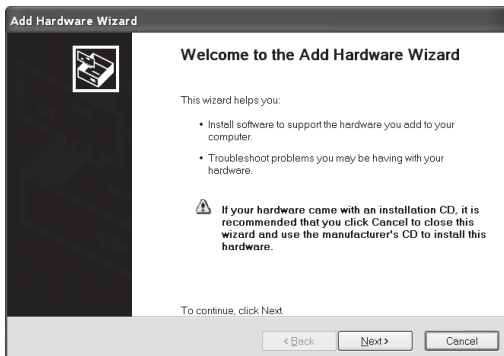 Add Hardware Wizard
Welcome to the Add Hardware Wizard
This wizard helps you:
• Install software to support the hardware you add to your
computer.
• Troubleshoot problems you may be having with your
hardware.
If your hardware came with an installation CD, it is
recommended that you click Cancel to close this
wizard and use the manufacturer's CD to install this
hardware.
To continue, click Next.
< Back Next > Cancel